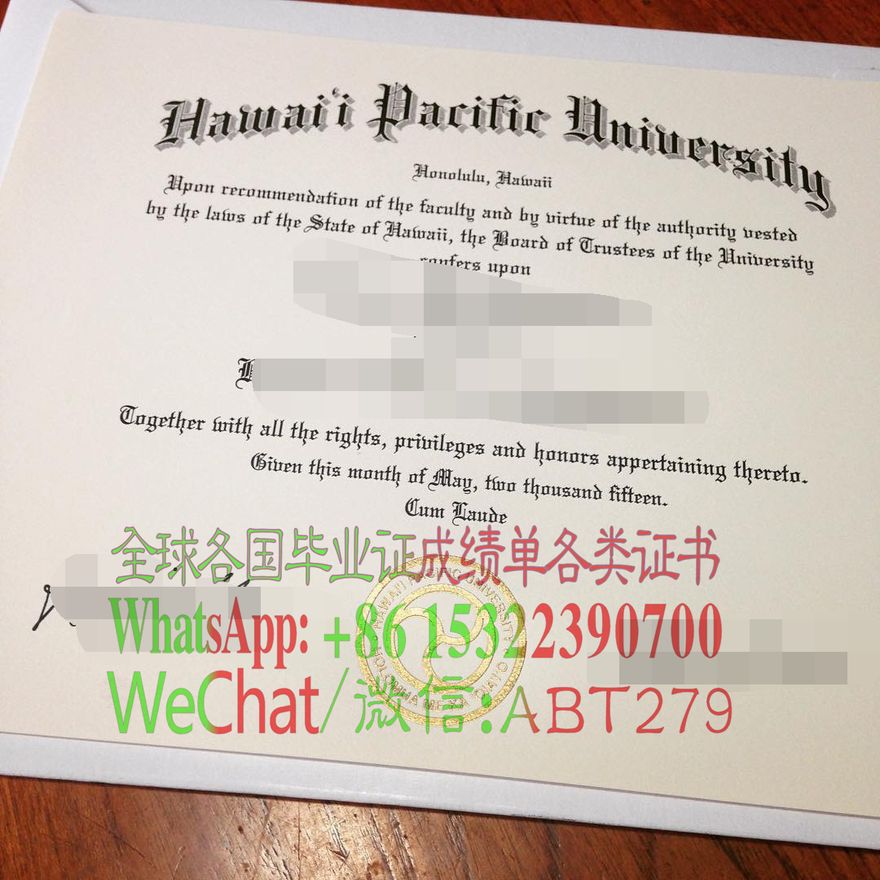 Hawai'i Pacific University
Honolulu, Hawaii
Upon recommendation of the faculty and by virtue of the authority vested
by the laws of the State of Hawaii, the Board of Trustees of the University
confers upon
Together with all the rights, privileges and honors appertaining thereto.
Given this month of May, two thousand fifteen.
Cum Laude
全球各国毕业证成绩单各类证书
HAWAI'I PACIFIC UNIVERSITY
WhatsApp: +86 15322390700
WeChat/微信:ABT279